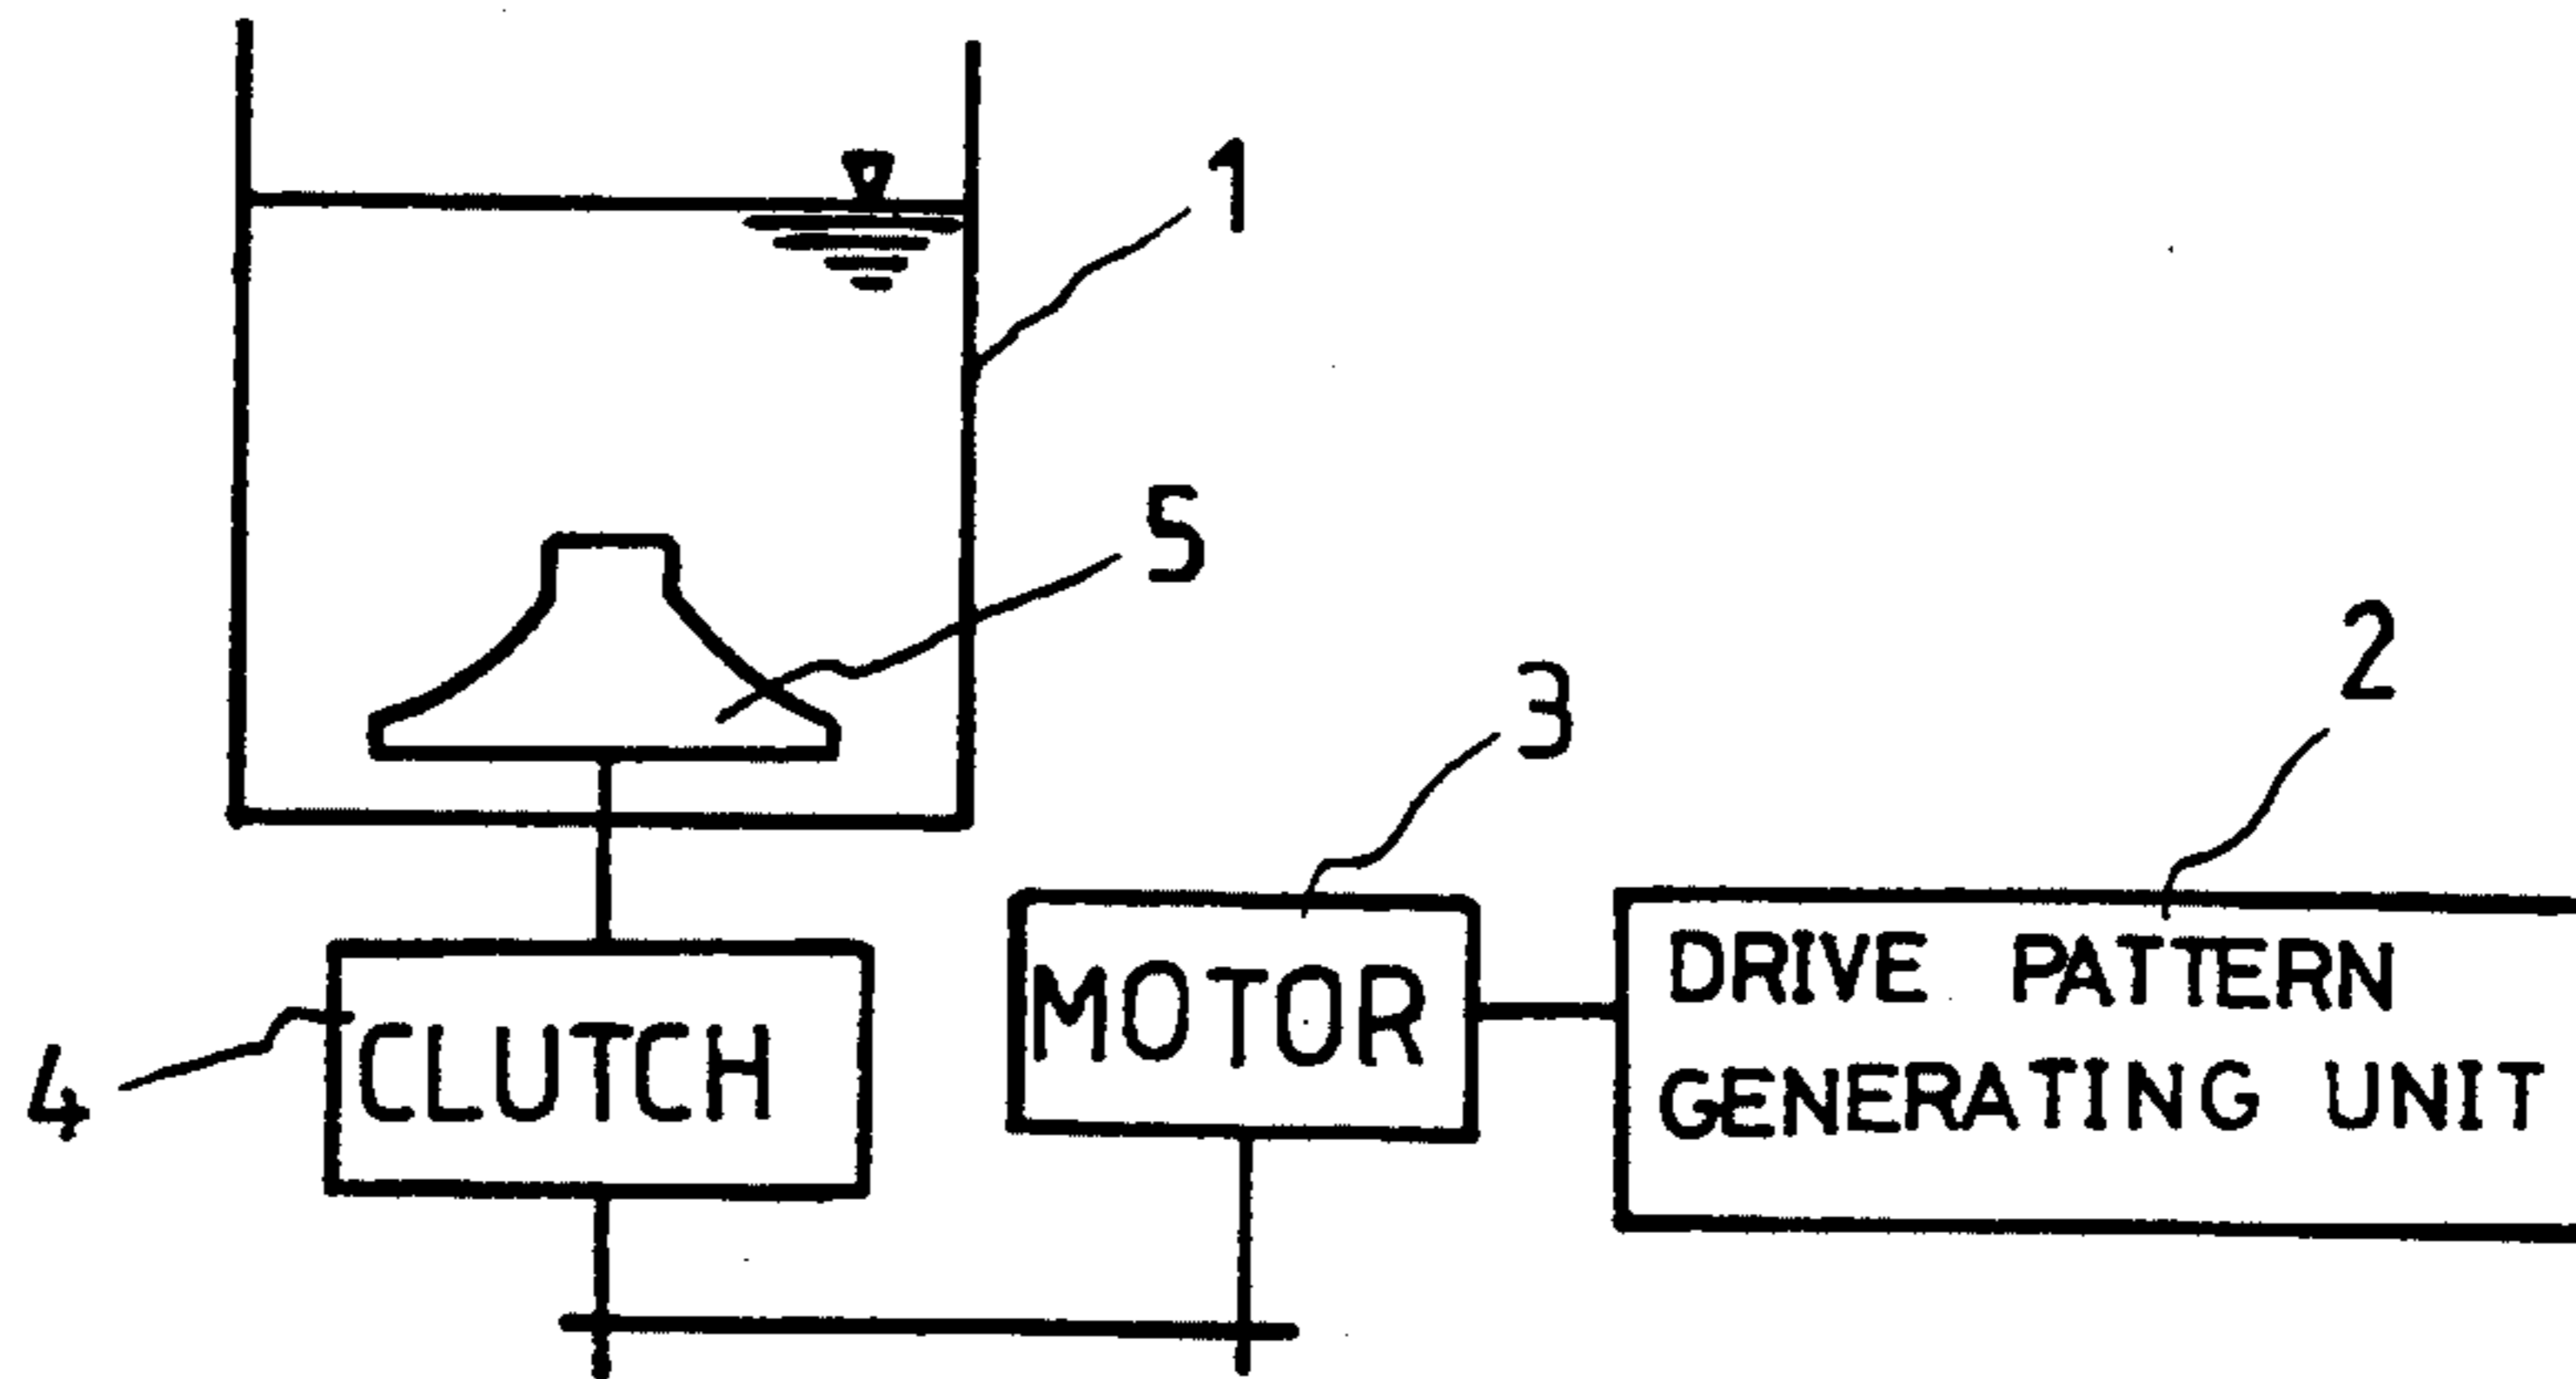 1
5
2
3
DRIVE PATTERN
GENERATING UNIT
MOTOR
CLUTCH
4